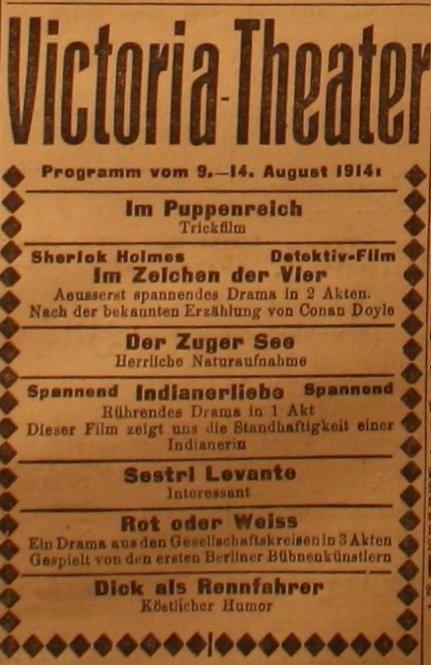 Victoria-Theater
Programm vom 9.—14. August 1914:
Im Puppenreich
Trickfilm
Sherlok Holmes Detektiv-Film
Im Zeichen der Vier
Aeusserst spannendes Drama in 2 Akten.
Nach der bekannten Erzählung von Conan Doyle
Der Zuger See
Herrliche Naturaufnahme
Spannend Indianerliebe Spannend
Rührendes Drama in 1 Akt
Dieser Film zeigt uns die Standhaftigkeit einer
Indianerin
Sestri Levante
Interessant
Rot oder Weiss
Ein Drama aus den Gesellschaftskreisen in 3 Akten
Gespielt von den ersten Berliner Bühnenkünstlern
Dick als Rennfahrer
Köstlicher Humor